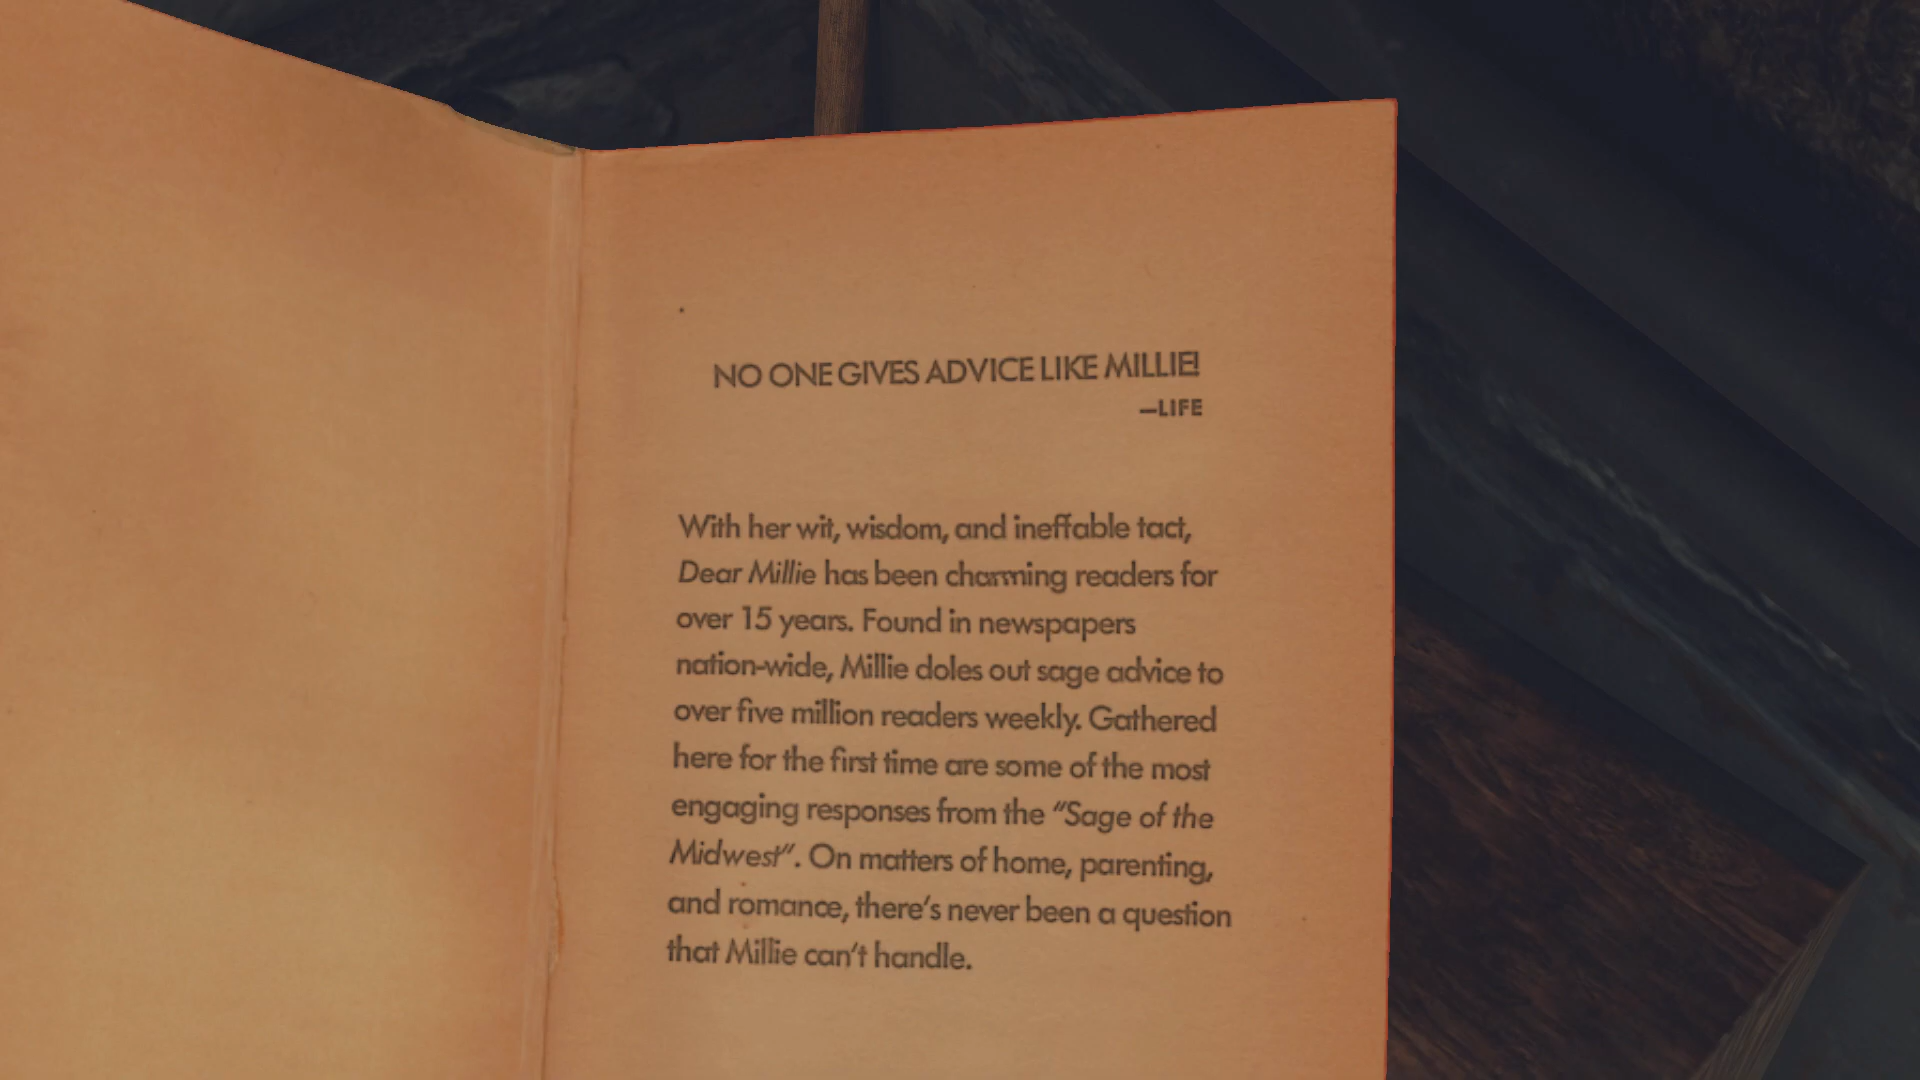 NO ONE GIVES ADVICE LIKE MILLIE!
—LIFE
With her wit, wisdom, and ineffable tact,
Dear Millie has been charming readers for
over 15 years. Found in newspapers
nation-wide, Millie doles out sage advice to
over five million readers weekly. Gathered
here for the first time are some of the most
engaging responses from the “Sage of the
Midwest”. On matters of home, parenting,
and romance, there’s never been a question
that Millie can’t handle.